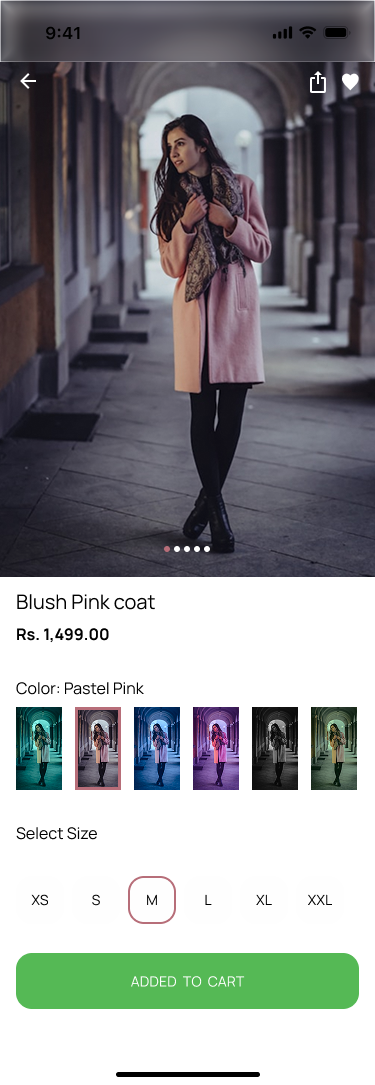 9:41
Blush Pink coat
Rs. 1,499.00
Color: Pastel Pink
Select Size
XS S M L XL XXL
ADDED TO CART